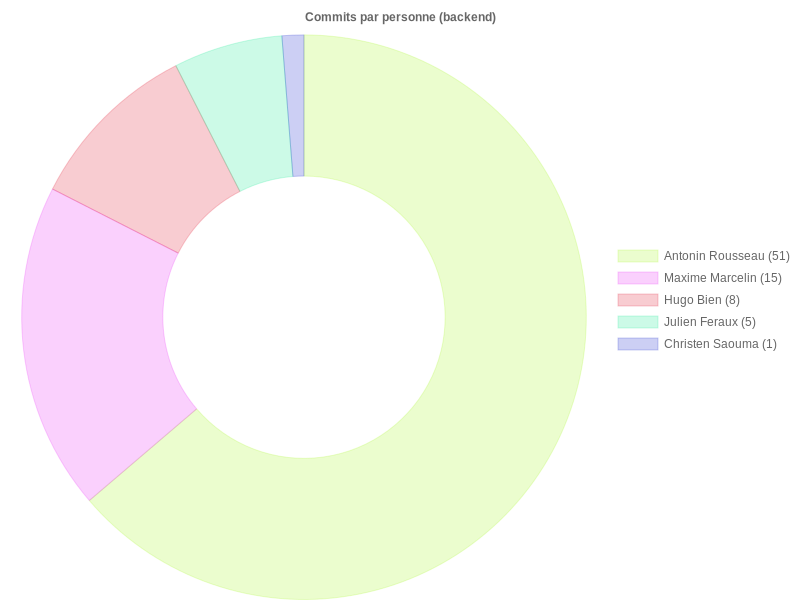 Commits par personne (backend)
Antonin Rousseau (51)
Maxime Marcelin (15)
Hugo Bien (8)
Julien Feraux (5)
Christen Saouma (1)